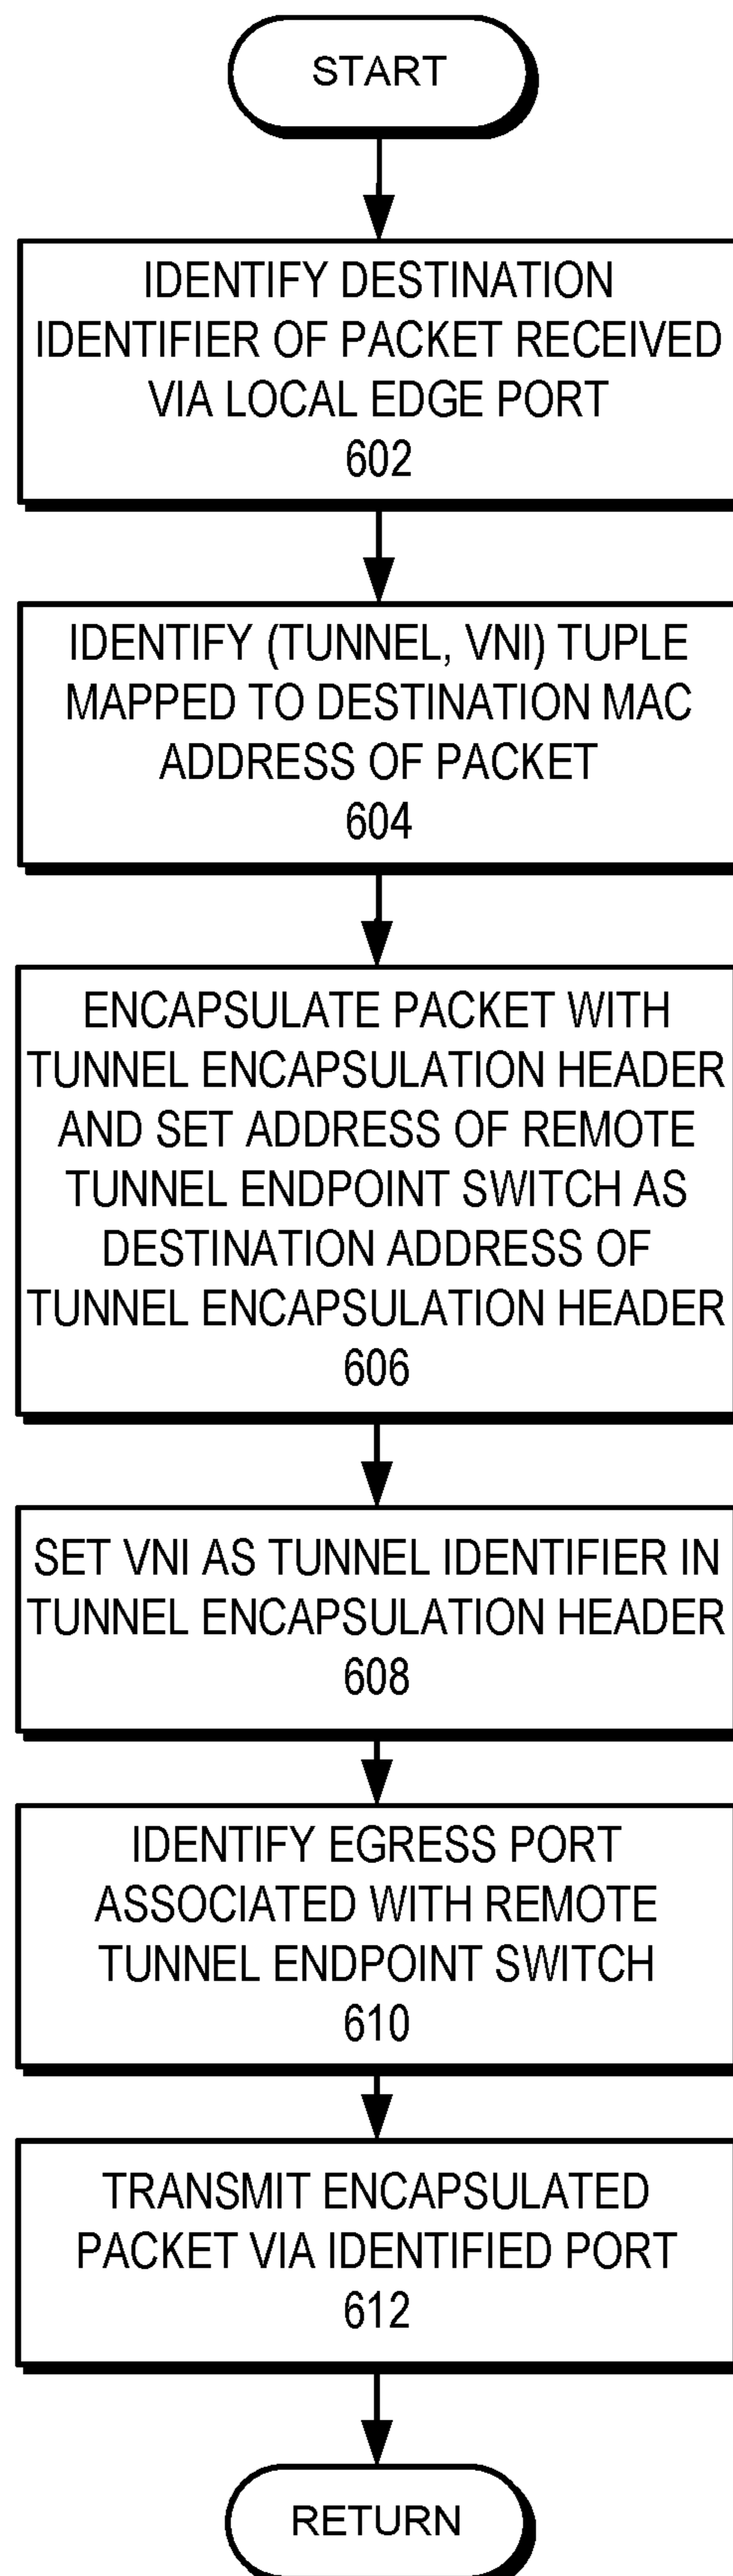 START
IDENTIFY DESTINATION
IDENTIFIER OF PACKET RECEIVED
VIA LOCAL EDGE PORT
602
IDENTIFY (TUNNEL, VNI) TUPLE
MAPPED TO DESTINATION MAC
ADDRESS OF PACKET
604
ENCAPSULATE PACKET WITH
TUNNEL ENCAPSULATION HEADER
AND SET ADDRESS OF REMOTE
TUNNEL ENDPOINT SWITCH AS
DESTINATION ADDRESS OF
TUNNEL ENCAPSULATION HEADER
606
SET VNI AS TUNNEL IDENTIFIER IN
TUNNEL ENCAPSULATION HEADER
608
IDENTIFY EGRESS PORT
ASSOCIATED WITH REMOTE
TUNNEL ENDPOINT SWITCH
610
TRANSMIT ENCAPSULATED
PACKET VIA IDENTIFIED PORT
612
RETURN